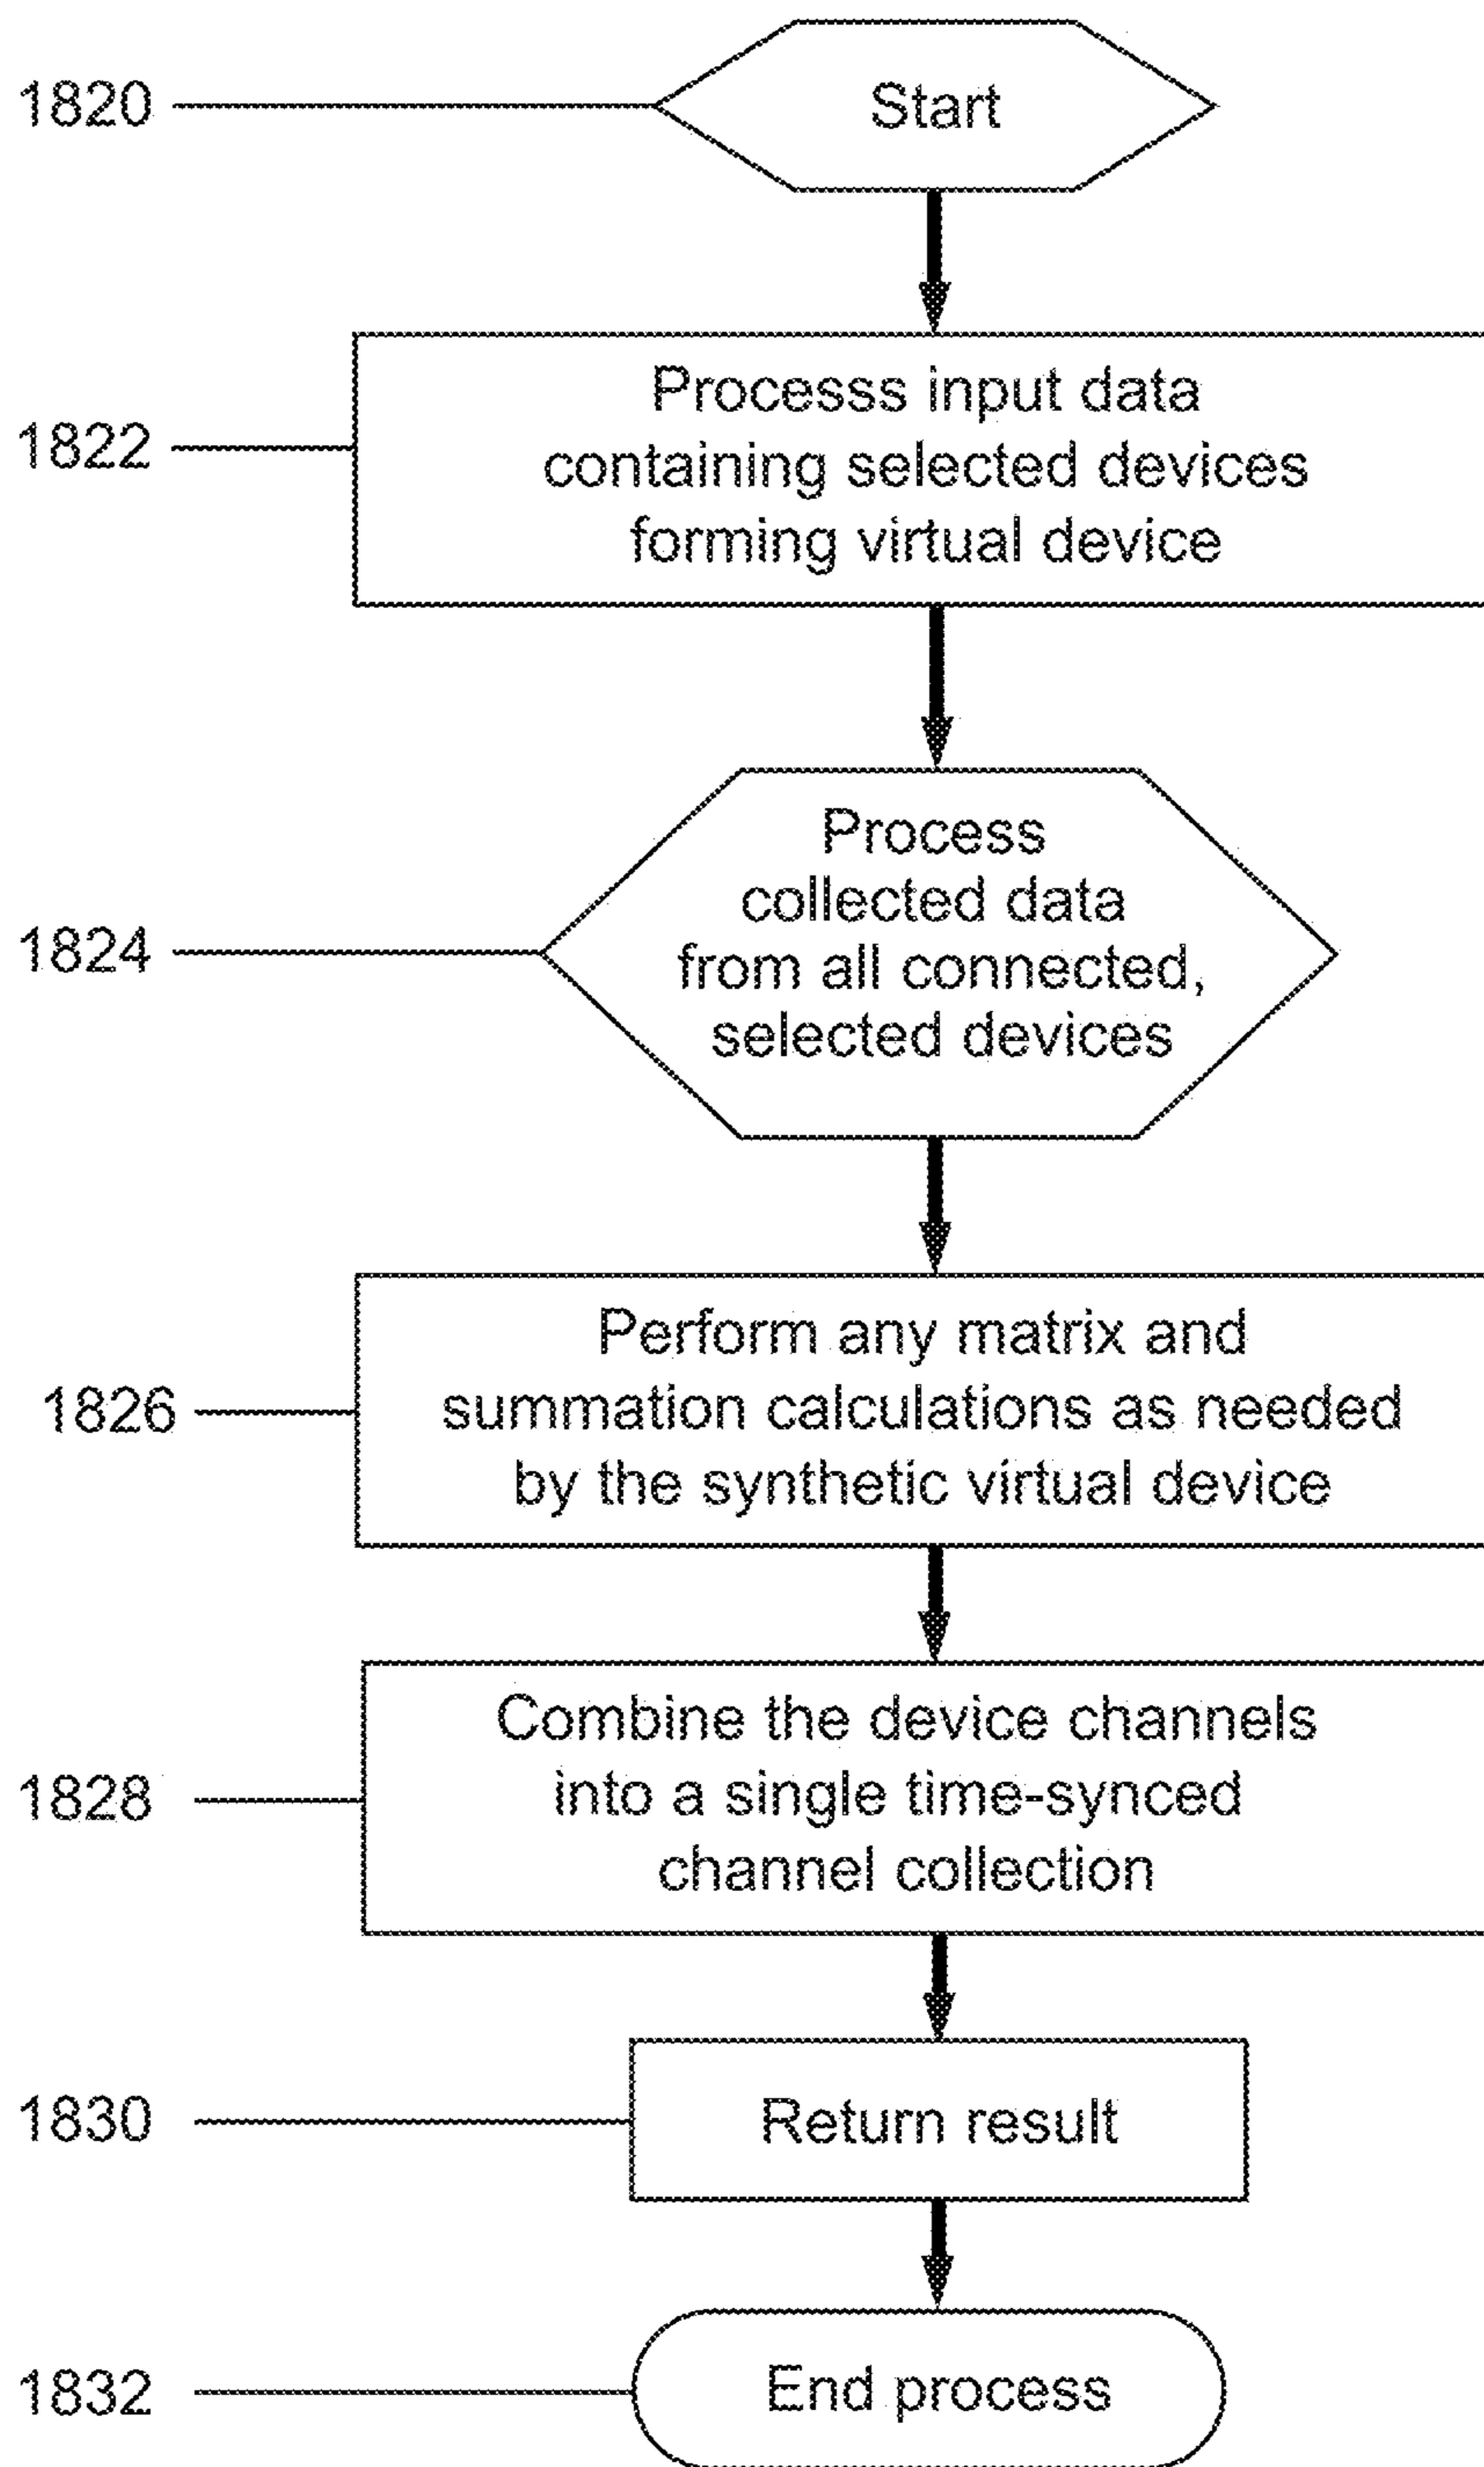 1820
Start
1822
Processs input data
containing selected devices
forming virtual device
1824
Process
collected data
from all connected,
selected devices
1826
Perform any matrix and
summation calculations as needed
by the synthetic virtual device
1828
Combine the device channels
into a single time-synced
channel collection
1830
Return result
1832
End process